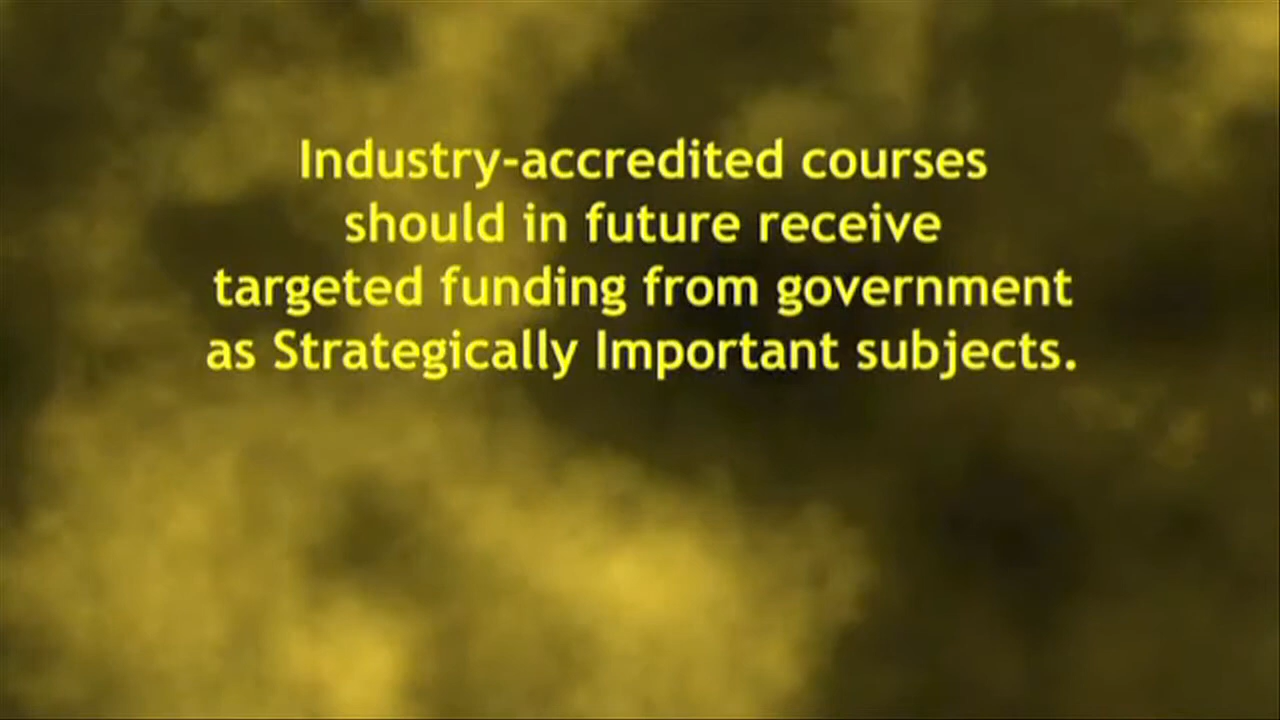 Industry-accredited courses
should in future receive
targeted funding from government
as Strategically Important subjects.